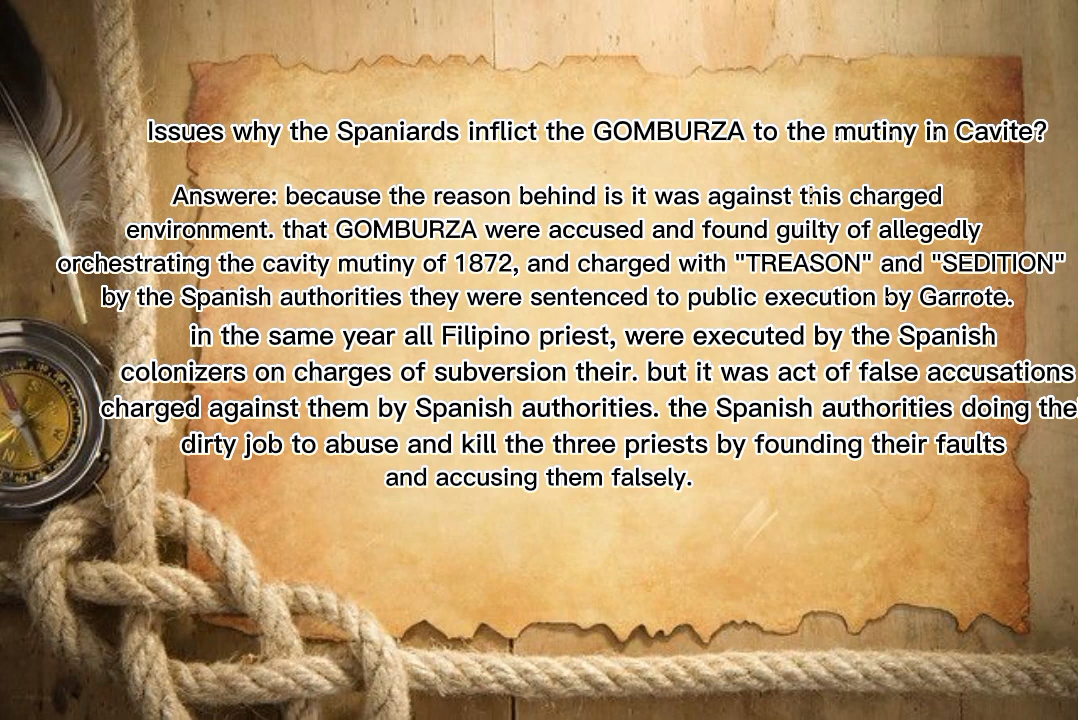 Issues why the Spaniards inflict the GOMBURZA to the mutiny in Cavite?
Answere: because the reason behind is it was against this charged
environment. that GOMBURZA were accused and found guilty of allegedly
orchestrating the cavity mutiny of 1872, and charged with "TREASON" and "SEDITION"
by the Spanish authorities they were sentenced to public execution by Garrote.
in the same year all Filipino priest, were executed by the Spanish
colonizers on charges of subversion their. but it was act of false accusations
charged against them by Spanish authorities. the Spanish authorities doing the
dirty job to abuse and kill the three priests by founding their faults
and accusing them falsely.